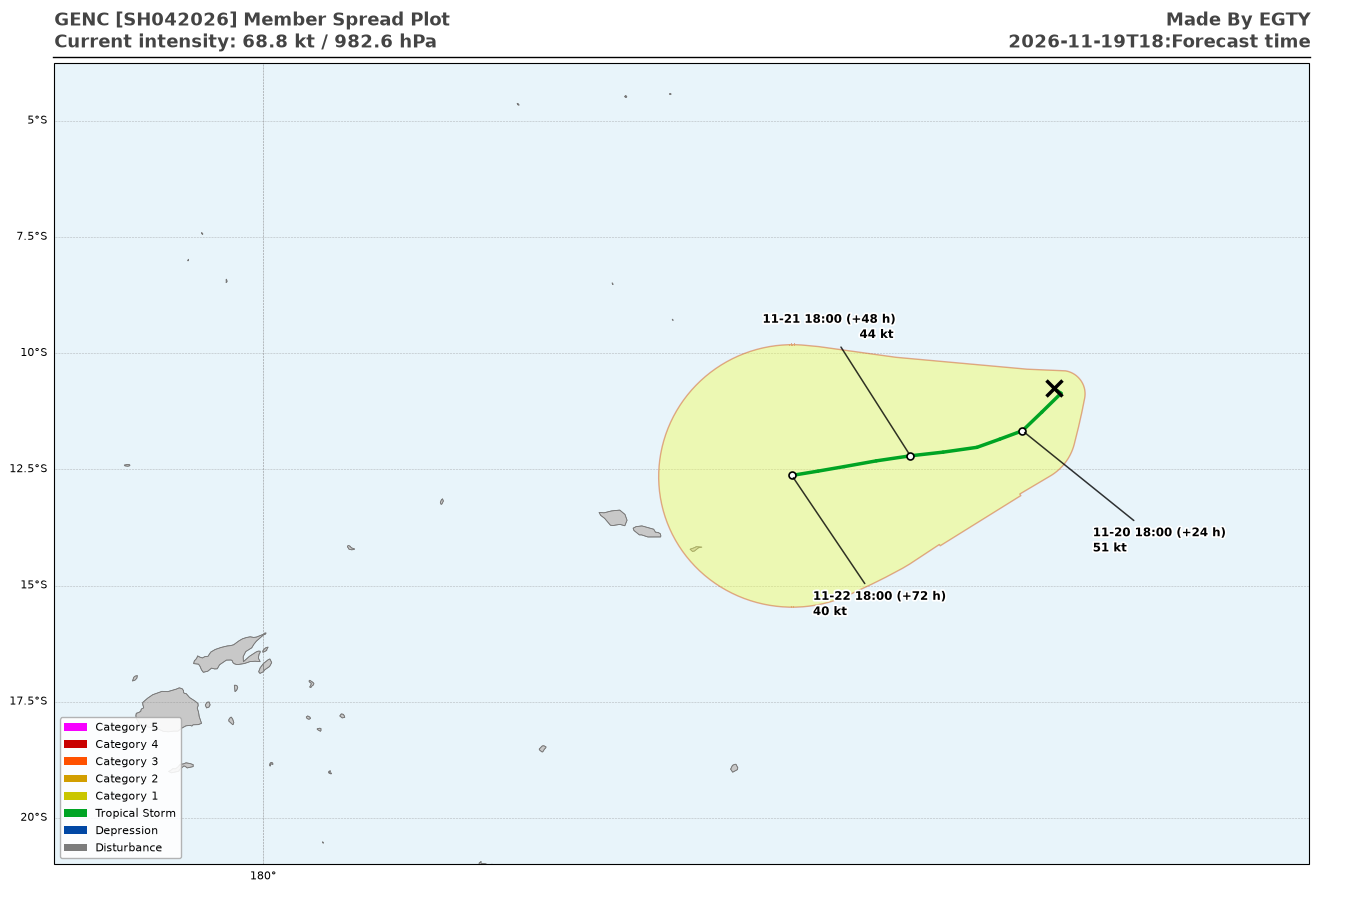 GENC [SH042026] Member Spread Plot
Current intensity: 68.8 kt / 982.6 hPa
Made By EGTY
2026-11-19T18:Forecast time
5°S
7.5°S
10°S
12.5°S
15°S
17.5°S
20°S
180°
11-21 18:00 (+48 h)
44 kt
11-20 18:00 (+24 h)
51 kt
11-22 18:00 (+72 h)
40 kt
Category 5
Category 4
Category 3
Category 2
Category 1
Tropical Storm
Depression
Disturbance